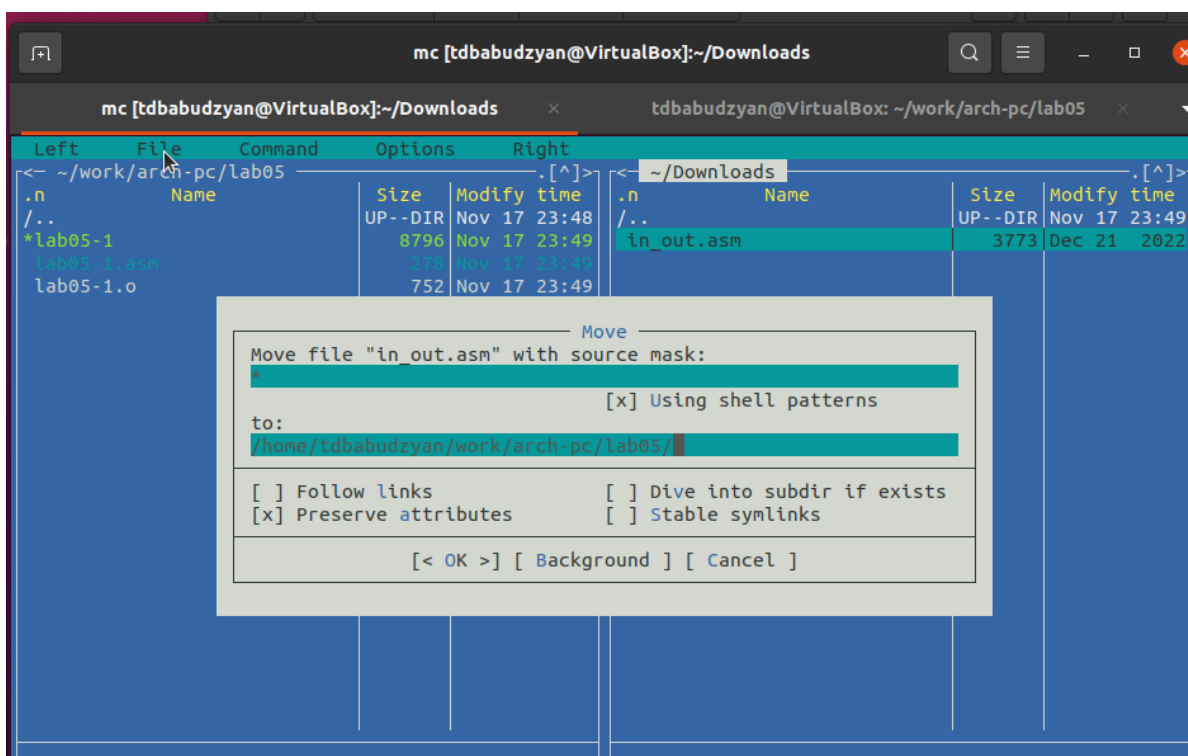 mc [tdbabudzyan@VirtualBox]:~/Downloads
mc [tdbabudzyan@VirtualBox]:~/Downloads × tdbabudzyan@VirtualBox: ~/work/arch-pc/lab05 ×
Left File Command Options Right
<─ ~/work/arch-pc/lab05 ─.[^]> <─ ~/Downloads ─.[^]>
.n Name Size Modify time .n Name Size Modify time
/.. UP--DIR Nov 17 23:48 /.. UP--DIR Nov 17 23:49
*lab05-1 8796 Nov 17 23:49 in_out.asm 3773 Dec 21 2022
lab05-1.asm 278 Nov 17 23:49
lab05-1.o 752 Nov 17 23:49
Move
Move file "in_out.asm" with source mask:
*
[x] Using shell patterns
to:
/home/tdbabudzyan/work/arch-pc/lab05/
[ ] Follow links [ ] Dive into subdir if exists
[x] Preserve attributes [ ] Stable symlinks
[< OK >] [ Background ] [ Cancel ]